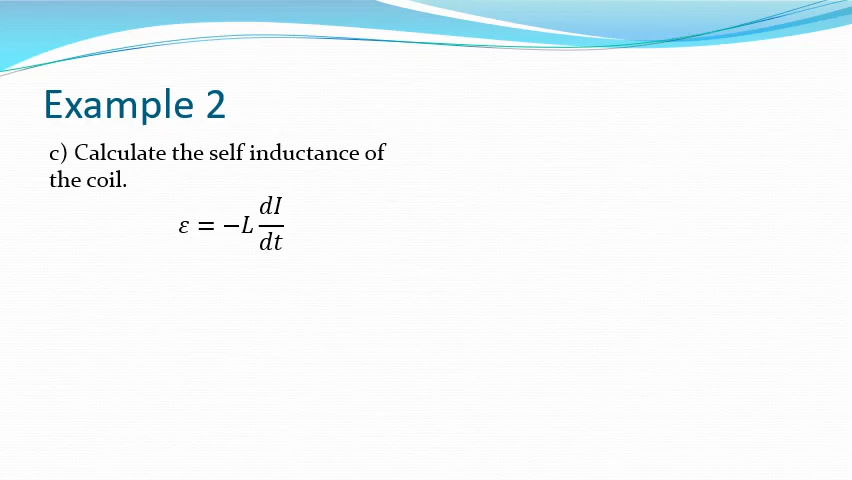 Example 2
c) Calculate the self inductance of
the coil.
𝜀 = −𝐿 𝑑𝐼/𝑑𝑡